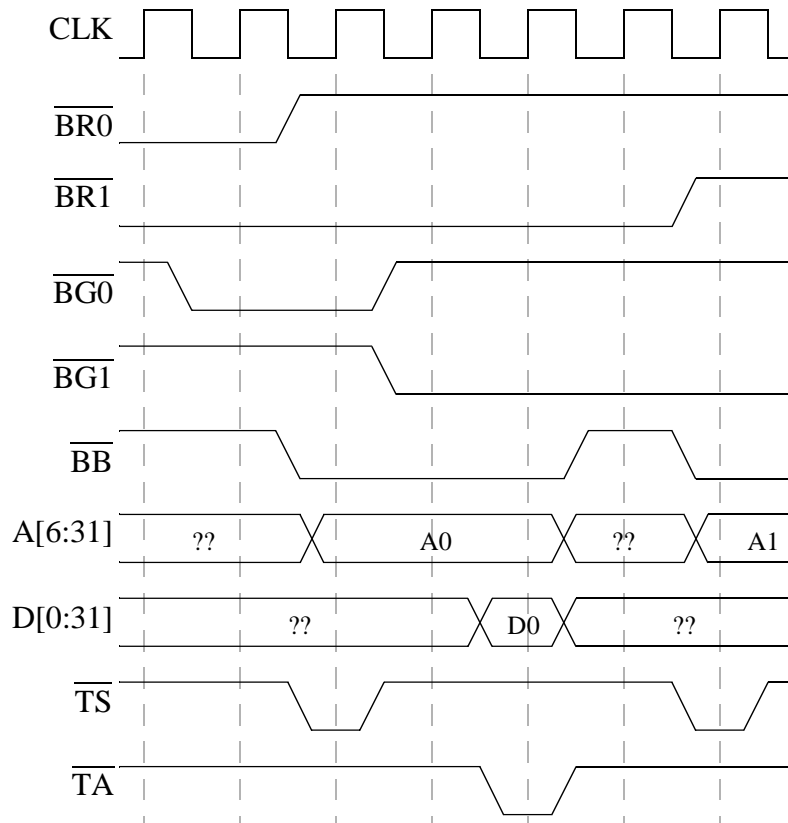 CLK
BR0
BR1
BG0
BG1
BB
A[6:31] ?? A0 ?? A1
D[0:31] ?? D0 ??
TS
TA